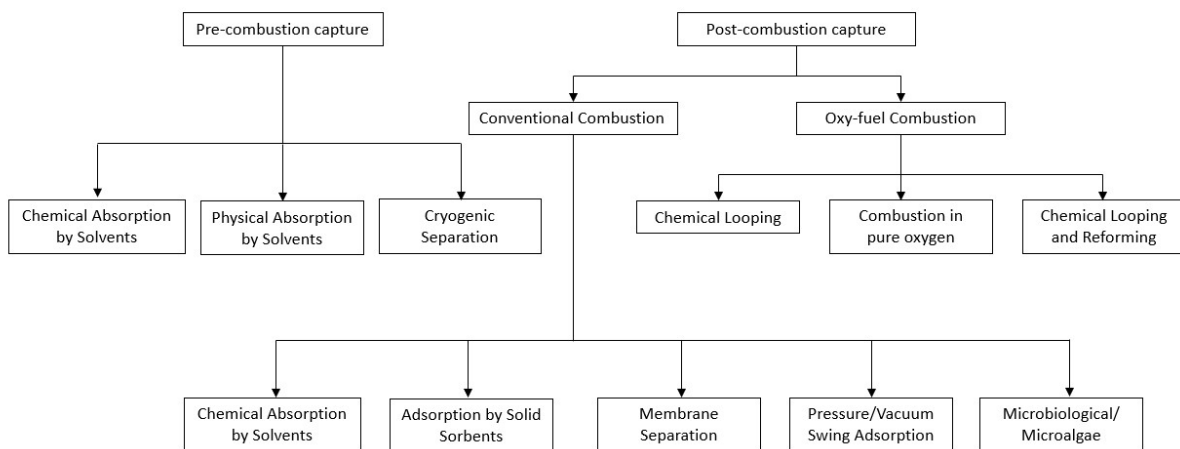 Pre-combustion capture
Post-combustion capture
Conventional Combustion
Oxy-fuel Combustion
Chemical Absorption
by Solvents
Physical Absorption
by Solvents
Cryogenic
Separation
Chemical Looping
Combustion in
pure oxygen
Chemical Looping
and Reforming
Chemical Absorption
by Solvents
Adsorption by Solid
Sorbents
Membrane
Separation
Pressure/Vacuum
Swing Adsorption
Microbiological/
Microalgae